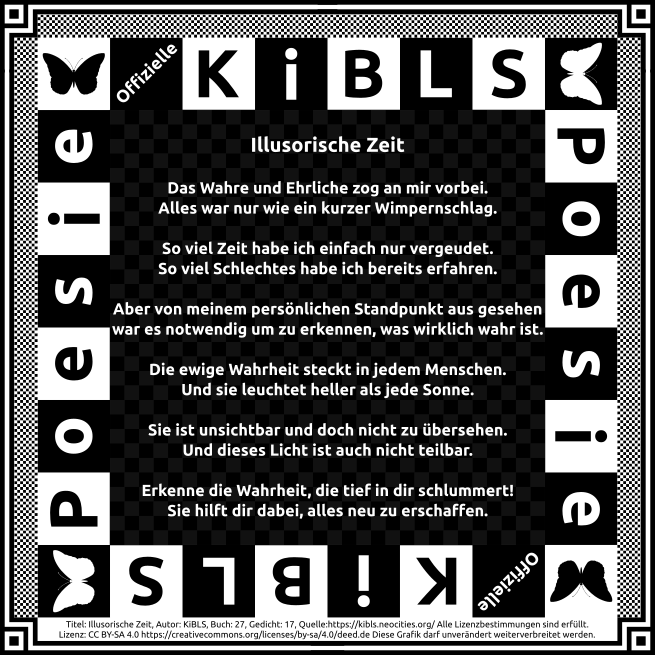 Offizielle
KiBLS
Poesie
Poesie
Illusorische Zeit
Das Wahre und Ehrliche zog an mir vorbei.
Alles war nur wie ein kurzer Wimpernschlag.
So viel Zeit habe ich einfach nur vergeudet.
So viel Schlechtes habe ich bereits erfahren.
Aber von meinem persönlichen Standpunkt aus gesehen
war es notwendig um zu erkennen, was wirklich wahr ist.
Die ewige Wahrheit steckt in jedem Menschen.
Und sie leuchtet heller als jede Sonne.
Sie ist unsichtbar und doch nicht zu übersehen.
Und dieses Licht ist auch nicht teilbar.
Erkenne die Wahrheit, die tief in dir schlummert!
Sie hilft dir dabei, alles neu zu erschaffen.
Offizielle
KiBLS
Titel: Illusorische Zeit, Autor: KiBLS, Buch: 27, Gedicht: 17, Quelle:https://kibls.neocities.org/ Alle Lizenzbestimmungen sind erfüllt.
Lizenz: CC BY-SA 4.0 https://creativecommons.org/licenses/by-sa/4.0/deed.de Diese Grafik darf unverändert weiterverbreitet werden.